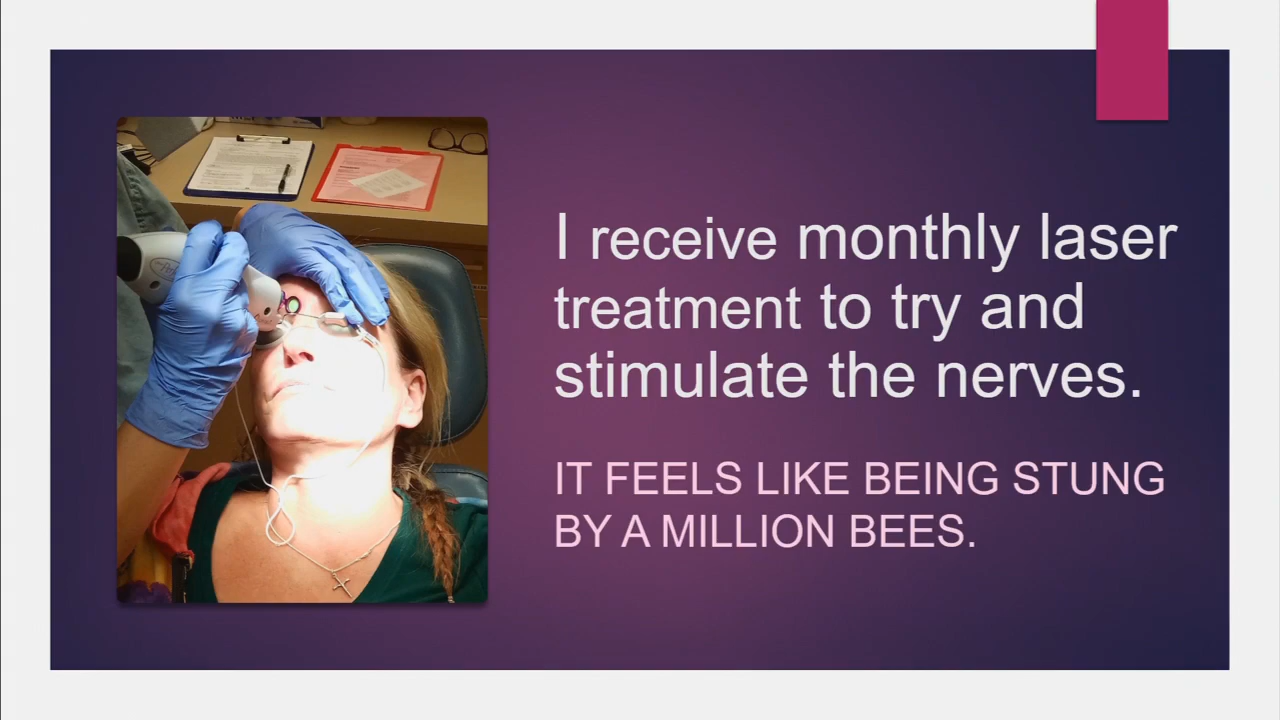 I receive monthly laser
treatment to try and
stimulate the nerves.
IT FEELS LIKE BEING STUNG
BY A MILLION BEES.